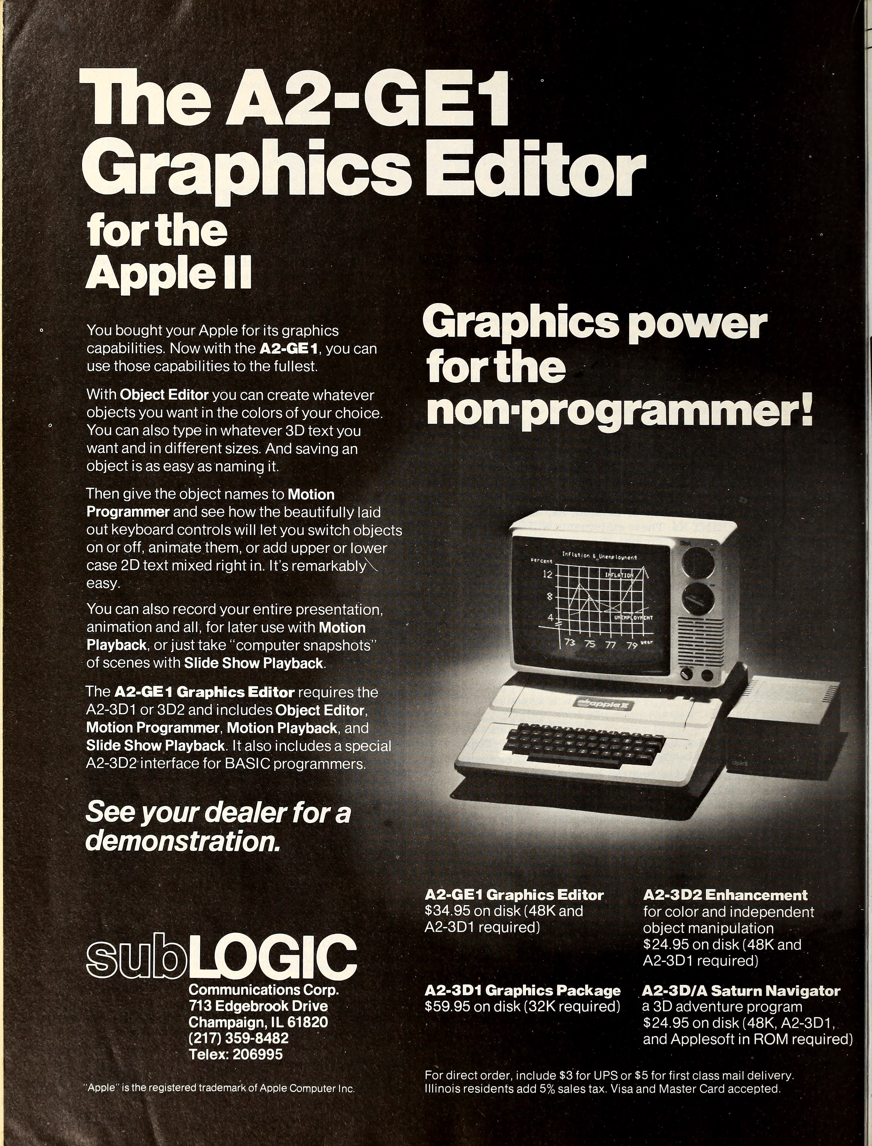 The A2-GE1
Graphics Editor
for the
Apple II
You bought your Apple for its graphics
capabilities. Now with the A2-GE1, you can
use those capabilities to the fullest.
With Object Editor you can create whatever
objects you want in the colors of your choice.
You can also type in whatever 3D text you
want and in different sizes. And saving an
object is as easy as naming it.
Then give the object names to Motion
Programmer and see how the beautifully laid
out keyboard controls will let you switch objects
on or off, animate them, or add upper or lower
case 2D text mixed right in. It's remarkably
easy.
You can also record your entire presentation,
animation and all, for later use with Motion
Playback, or just take "computer snapshots"
of scenes with Slide Show Playback.
The A2-GE1 Graphics Editor requires the
A2-3D1 or 3D2 and includes Object Editor,
Motion Programmer, Motion Playback, and
Slide Show Playback. It also includes a special
A2-3D2 interface for BASIC programmers.
See your dealer for a
demonstration.
subLOGIC
Communications Corp.
713 Edgebrook Drive
Champaign, IL 61820
(217) 359-8482
Telex: 206995
"Apple" is the registered trademark of Apple Computer Inc.
Graphics power
for the
non-programmer!
Inflation & Unemployment
Percent
12
INFLATION
8
4
UNEMPLOYMENT
73 75 77 79 year
apple II
A2-GE1 Graphics Editor
$34.95 on disk (48K and
A2-3D1 required)
A2-3D2 Enhancement
for color and independent
object manipulation
$24.95 on disk (48K and
A2-3D1 required)
A2-3D1 Graphics Package
$59.95 on disk (32K required)
A2-3D/A Saturn Navigator
a 3D adventure program
$24.95 on disk (48K, A2-3D1,
and Applesoft in ROM required)
For direct order, include $3 for UPS or $5 for first class mail delivery.
Illinois residents add 5% sales tax. Visa and Master Card accepted.